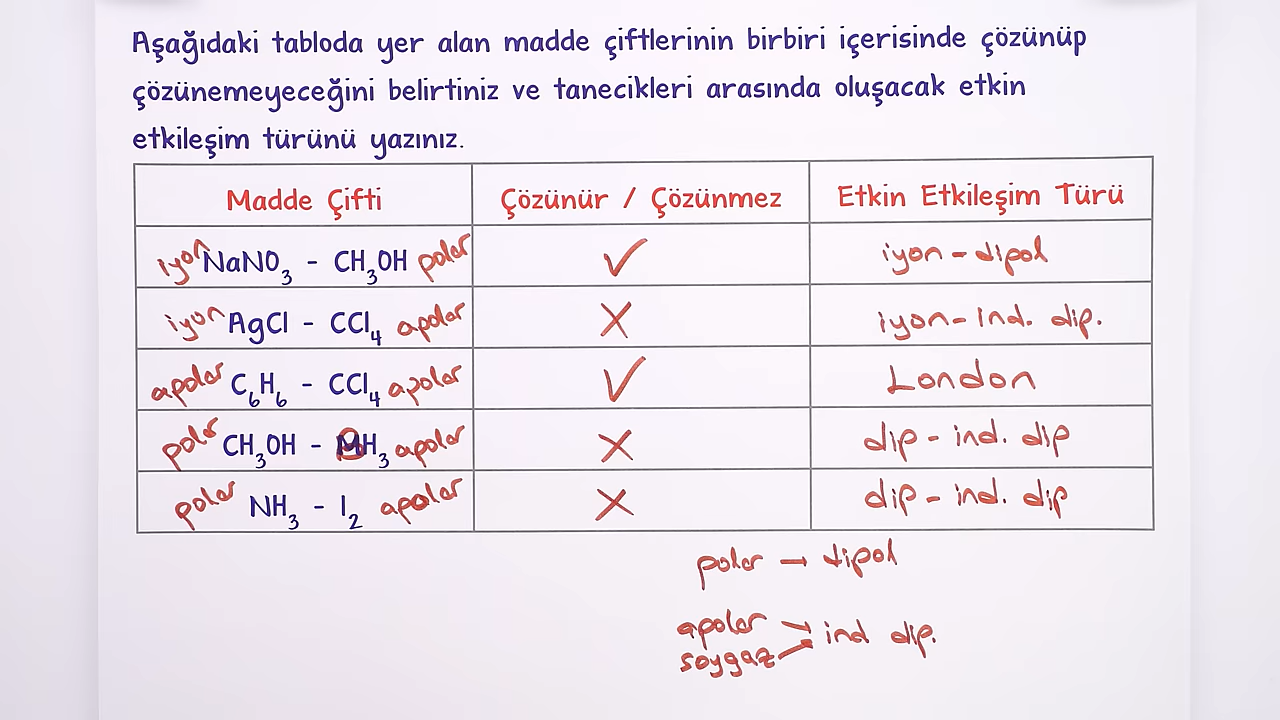 Aşağıdaki tabloda yer alan madde çiftlerinin birbiri içerisinde çözünüp
çözünemeyeceğini belirtiniz ve tanecikleri arasında oluşacak etkin
etkileşim türünü yazınız.
Madde Çifti Çözünür / Çözünmez Etkin Etkileşim Türü
iyon NaNO₃ - CH₃OH polar ✓ iyon - dipol
iyon AgCl - CCl₄ apolar X iyon - ind. dip.
apolar C₆H₆ - CCl₄ apolar ✓ London
polar CH₃OH - BH₃ apolar X dip - ind. dip
polar NH₃ - I₂ apolar X dip - ind. dip
polar → dipol
apolar → ind dip.
soygaz